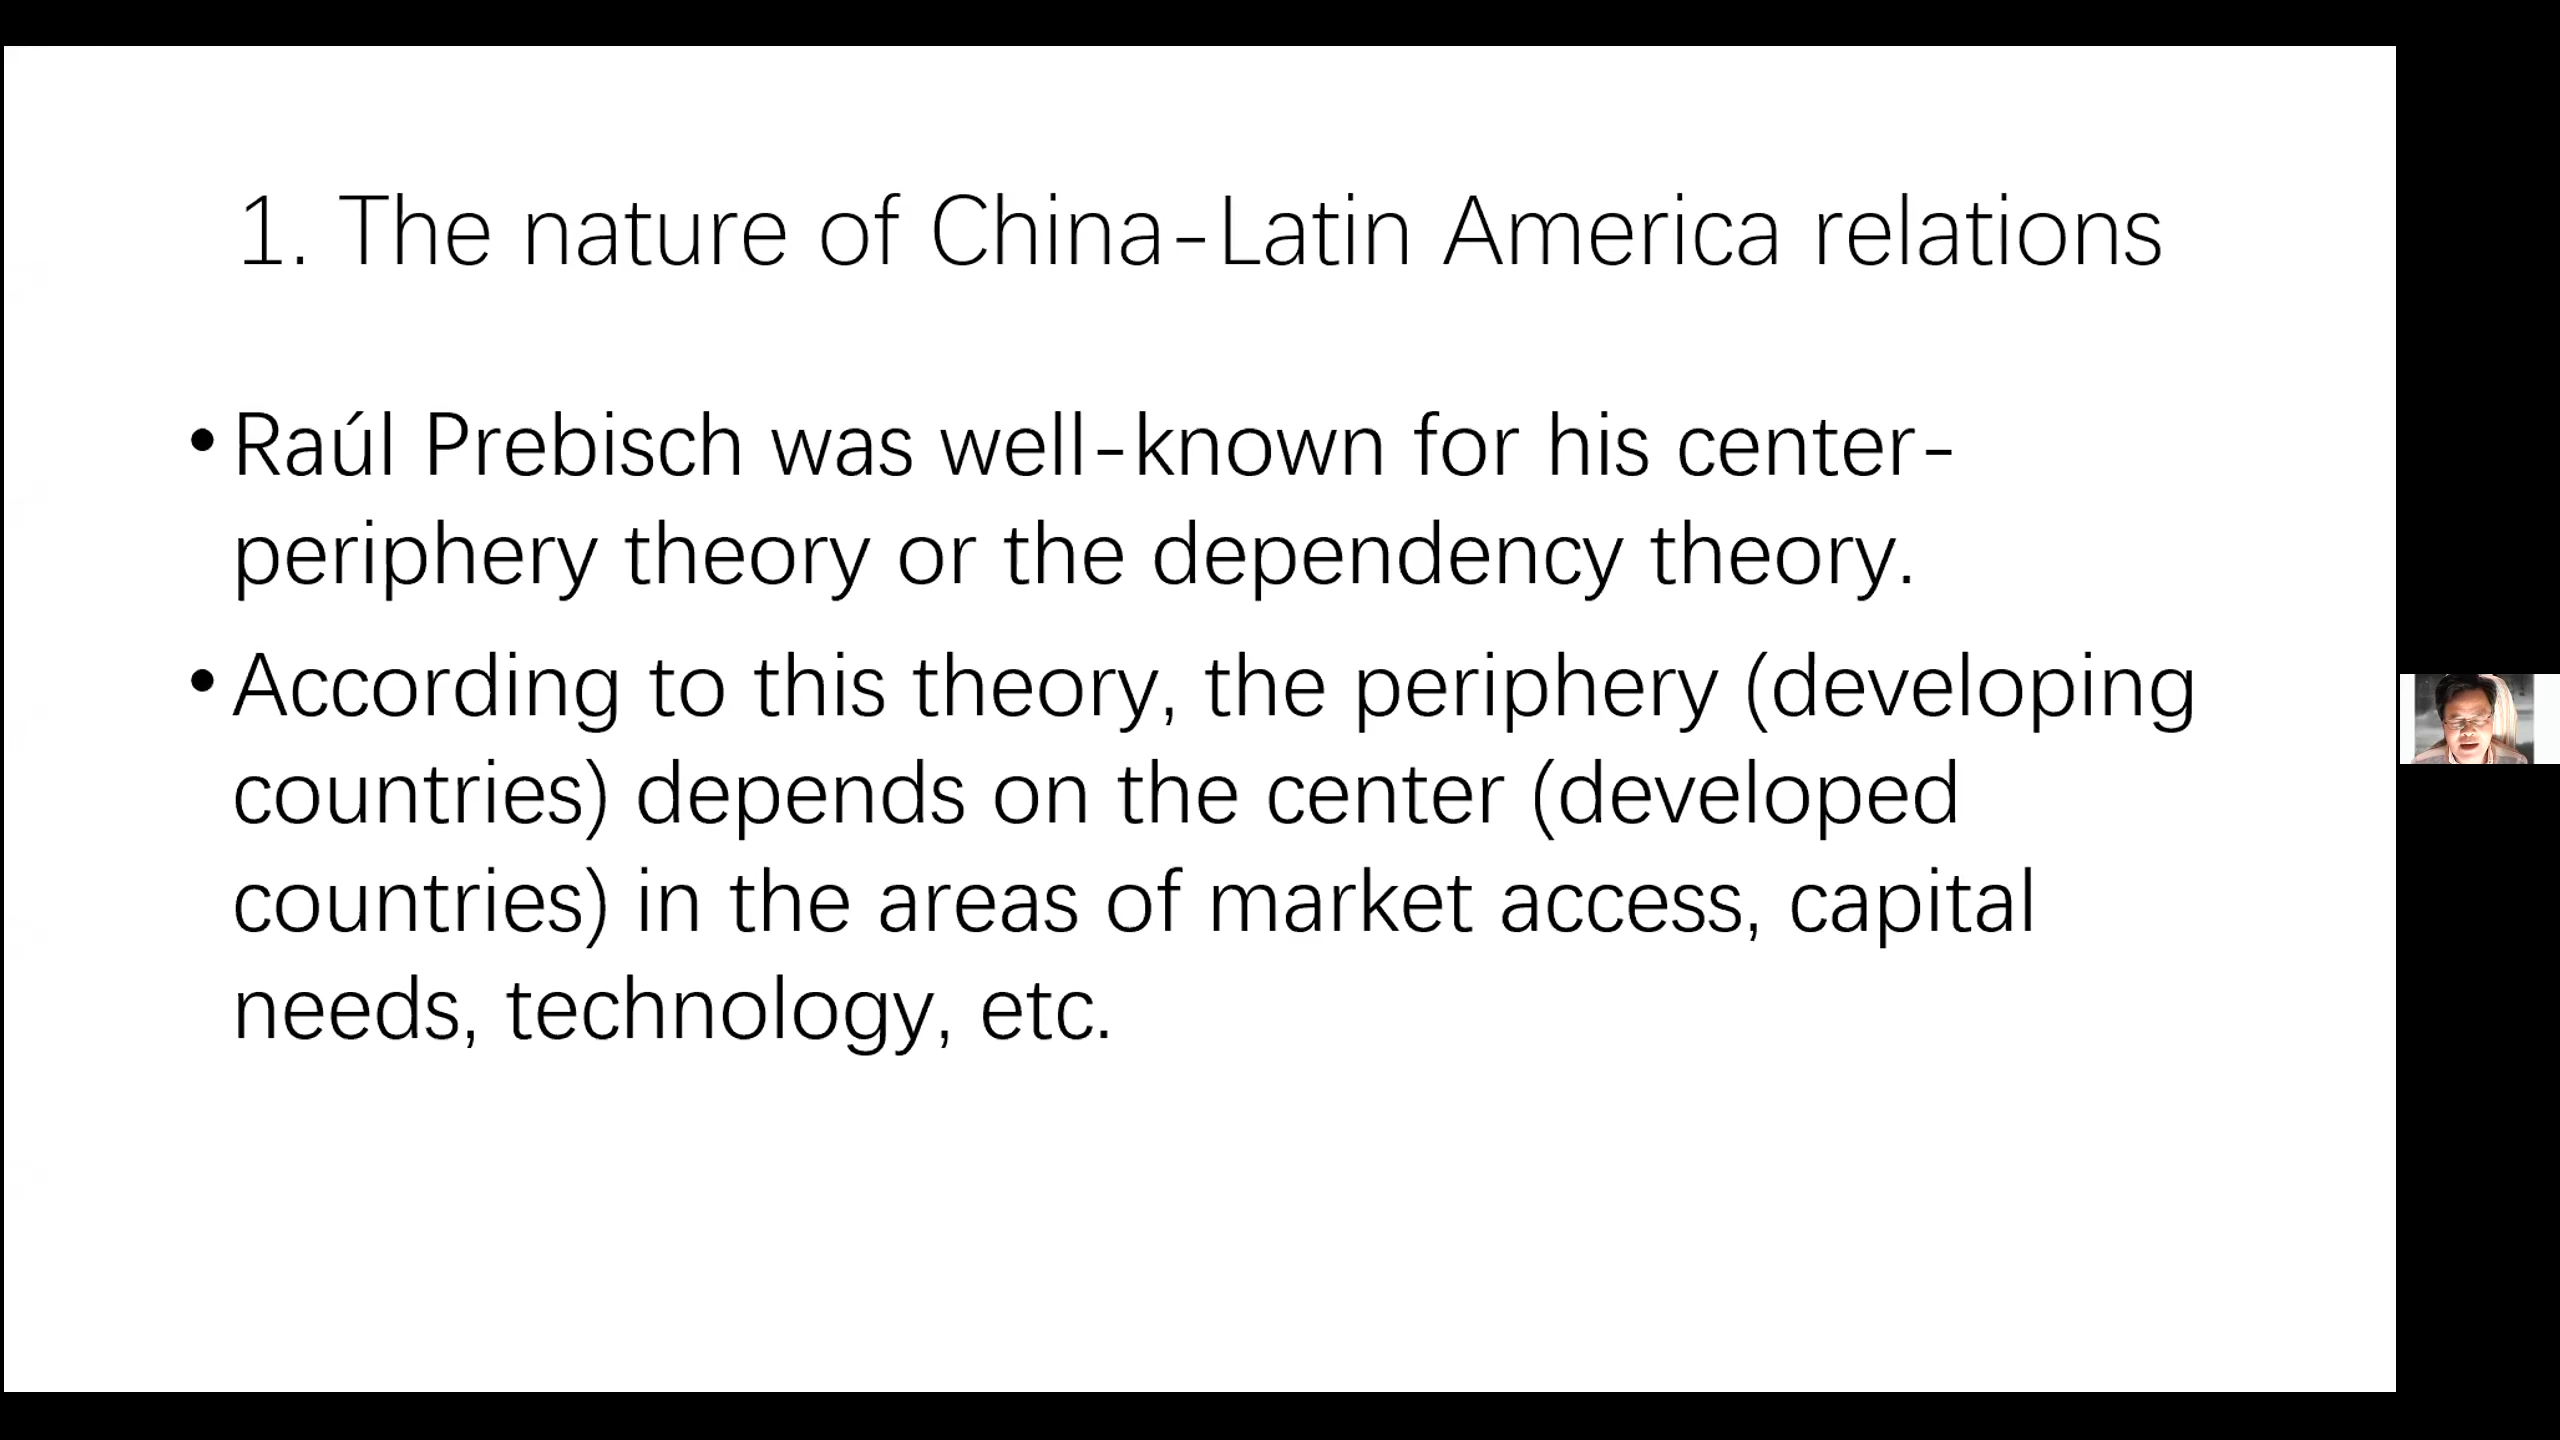 1. The nature of China-Latin America relations
• Raúl Prebisch was well-known for his center-
periphery theory or the dependency theory.
• According to this theory, the periphery (developing
countries) depends on the center (developed
countries) in the areas of market access, capital
needs, technology, etc.